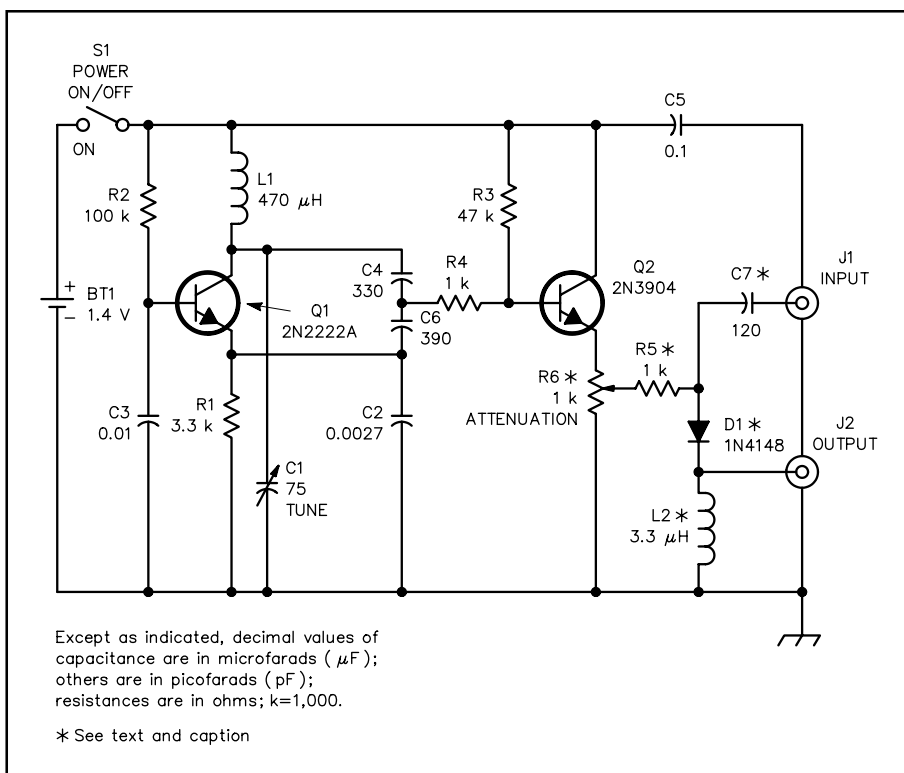 S1
POWER
ON/OFF
ON
C5
0.1
L1
470 μH
R2
100 k
R3
47 k
C4
330
R4
1 k
Q2
2N3904
C7*
120
J1
INPUT
+
BT1
−
1.4 V
Q1
2N2222A
C6
390
R5*
1 k
R6*
1 k
ATTENUATION
C3
0.01
R1
3.3 k
C2
0.0027
D1*
1N4148
J2
OUTPUT
C1
75
TUNE
L2*
3.3 μH
Except as indicated, decimal values of
capacitance are in microfarads ( μF);
others are in picofarads ( pF);
resistances are in ohms; k=1,000.
* See text and caption